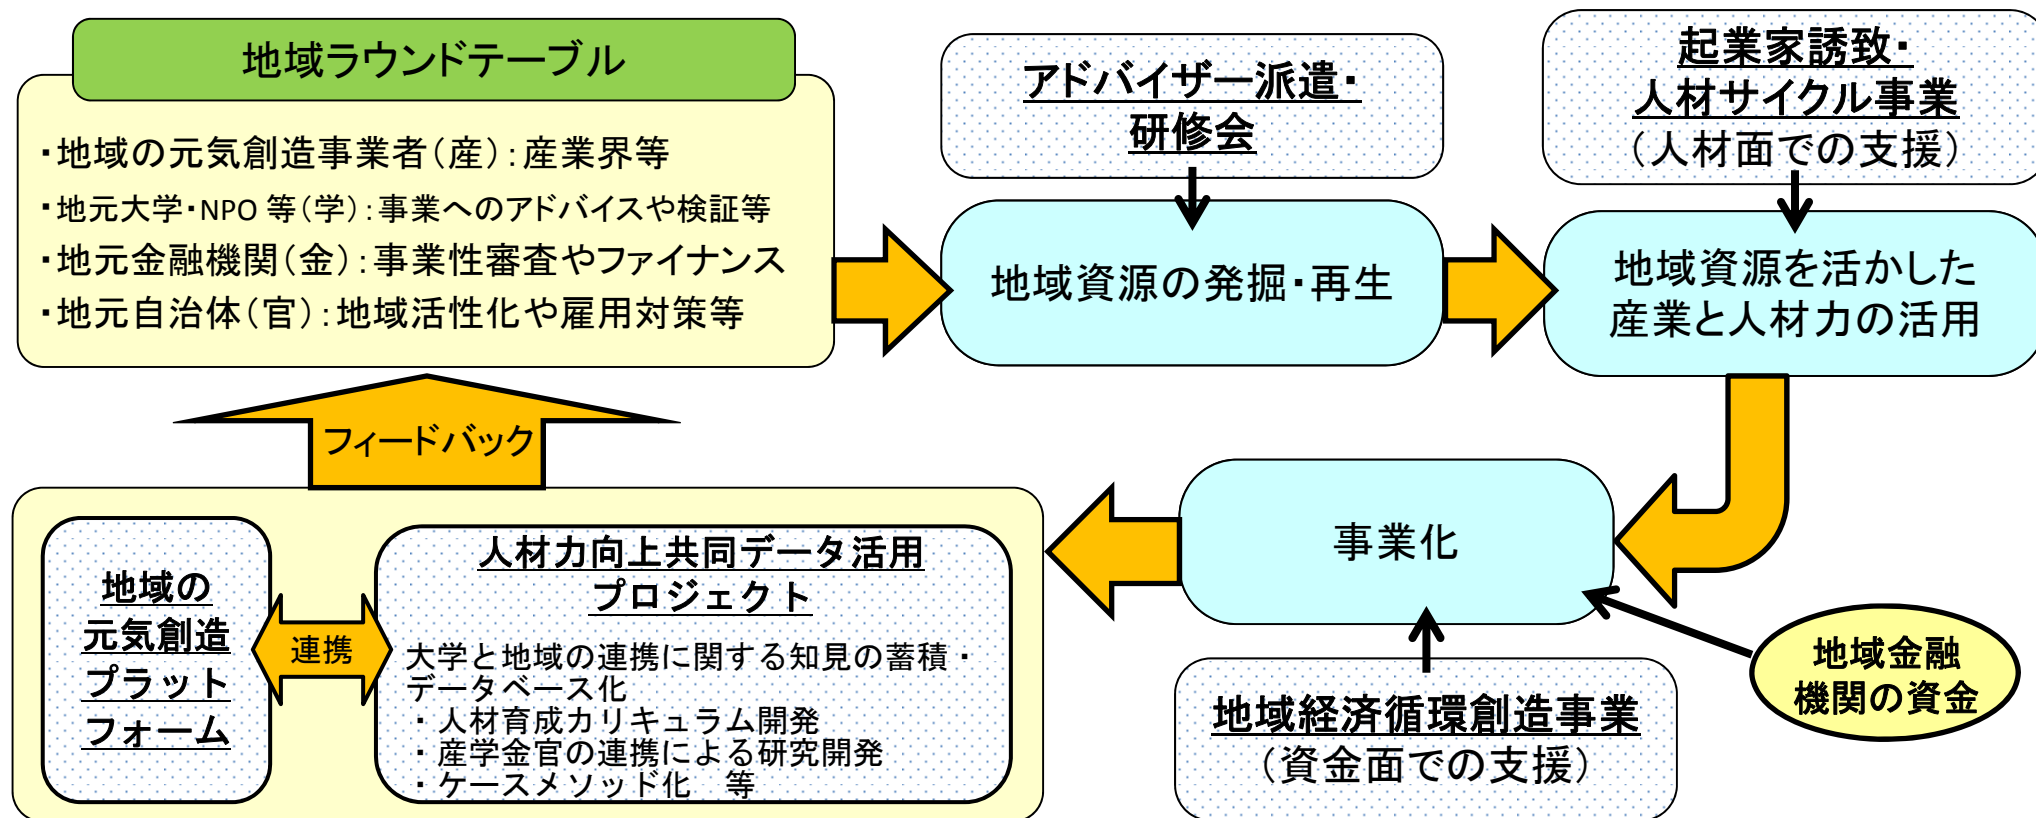 地域ラウンドテーブル
・地域の元気創造事業者(産):産業界等
・地元大学・NPO 等(学):事業へのアドバイスや検証等
・地元金融機関(金):事業性審査やファイナンス
・地元自治体(官):地域活性化や雇用対策等
アドバイザー派遣・
研修会
起業家誘致・
人材サイクル事業
(人材面での支援)
地域資源の発掘・再生
地域資源を活かした
産業と人材力の活用
フィードバック
事業化
地域の
元気創造
プラット
フォーム
連携
人材力向上共同データ活用
プロジェクト
大学と地域の連携に関する知見の蓄積・
データベース化
・人材育成カリキュラム開発
・産学金官の連携による研究開発
・ケースメソッド化 等
地域経済循環創造事業
(資金面での支援)
地域金融
機関の資金